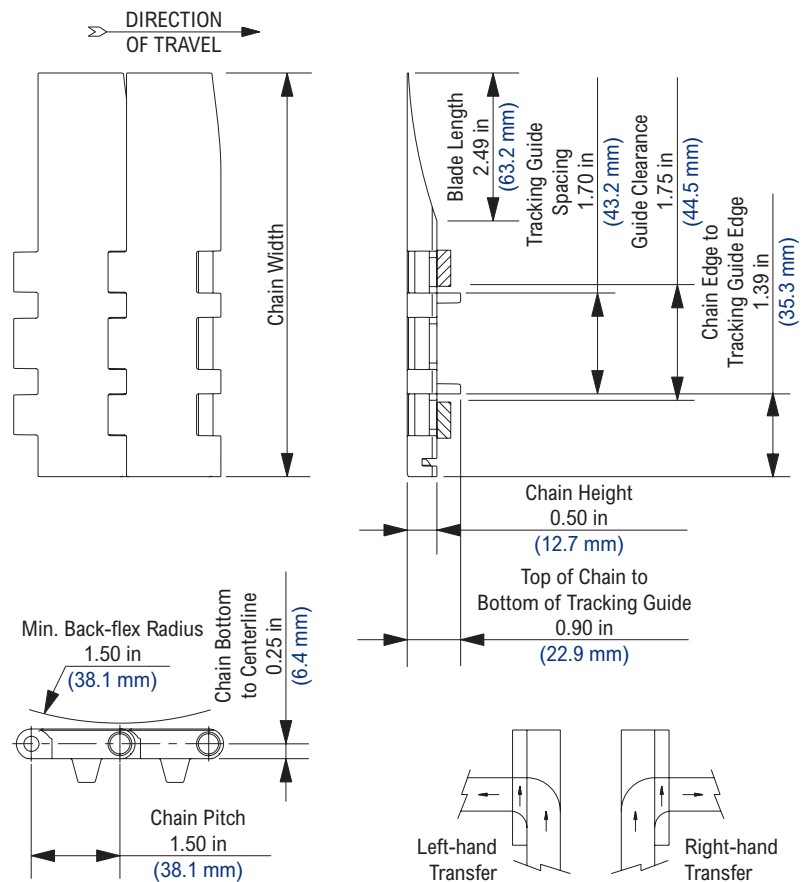 DIRECTION
OF TRAVEL
Chain Width
Blade Length
2.49 in
(63.2 mm)
Tracking Guide
Spacing
1.70 in
(43.2 mm)
Guide Clearance
1.75 in
(44.5 mm)
Chain Edge to
Tracking Guide Edge
1.39 in
(35.3 mm)
Chain Height
0.50 in
(12.7 mm)
Top of Chain to
Bottom of Tracking Guide
0.90 in
(22.9 mm)
Min. Back-flex Radius
1.50 in
(38.1 mm)
Chain Bottom
to Centerline
0.25 in
(6.4 mm)
Chain Pitch
1.50 in
(38.1 mm)
Left-hand
Transfer
Right-hand
Transfer